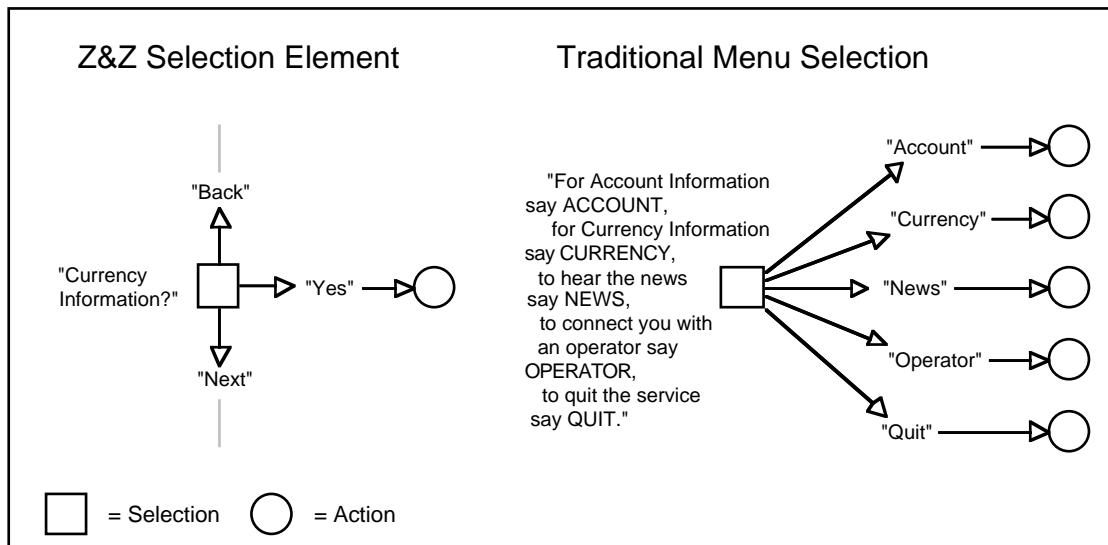 Z&Z Selection Element
"Back"
"Currency
Information?"
"Yes"
"Next"
Traditional Menu Selection
"For Account Information
say ACCOUNT,
for Currency Information
say CURRENCY,
to hear the news
say NEWS,
to connect you with
an operator say
OPERATOR,
to quit the service
say QUIT."
"Account"
"Currency"
"News"
"Operator"
"Quit"
= Selection
= Action